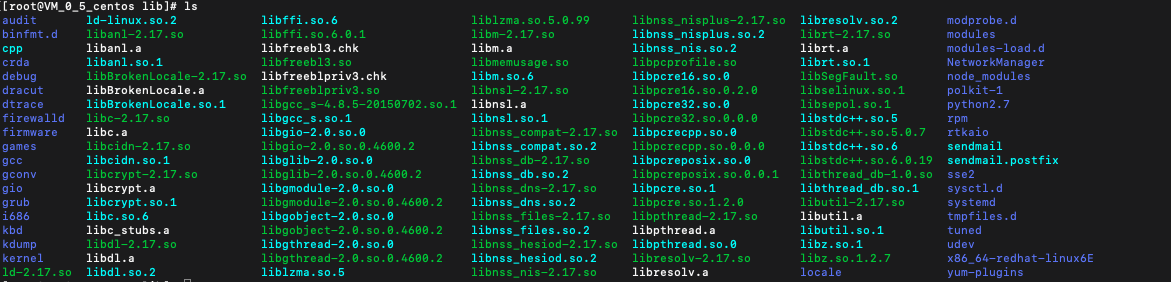 [root@VM_0_5_centos lib]# ls
audit ld-linux.so.2 libffi.so.6 liblzma.so.5.0.99 libnss_nisplus-2.17.so libresolv.so.2 modprobe.d
binfmt.d libanl-2.17.so libffi.so.6.0.1 libm-2.17.so libnss_nisplus.so.2 librt-2.17.so modules
cpp libanl.a libfreebl3.chk libm.a libnss_nis.so.2 librt.a modules-load.d
crda libanl.so.1 libfreebl3.so libmemusage.so libpcprofile.so librt.so.1 NetworkManager
debug libBrokenLocale-2.17.so libfreeblpriv3.chk libm.so.6 libpcre16.so.0 libSegFault.so node_modules
dracut libBrokenLocale.a libfreeblpriv3.so libnsl-2.17.so libpcre16.so.0.2.0 libselinux.so.1 polkit-1
dtrace libBrokenLocale.so.1 libgcc_s-4.8.5-20150702.so.1 libnsl.a libpcre32.so.0 libsepol.so.1 python2.7
firewalld libc-2.17.so libgcc_s.so.1 libnsl.so.1 libpcre32.so.0.0.0 libstdc++.so.5 rpm
firmware libc.a libgio-2.0.so.0 libnss_compat-2.17.so libpcrecpp.so.0 libstdc++.so.5.0.7 rtkaio
games libcidn-2.17.so libgio-2.0.so.0.4600.2 libnss_compat.so.2 libpcrecpp.so.0.0.0 libstdc++.so.6 sendmail
gcc libcidn.so.1 libglib-2.0.so.0 libnss_db-2.17.so libpcreposix.so.0 libstdc++.so.6.0.19 sendmail.postfix
gconv libcrypt-2.17.so libglib-2.0.so.0.4600.2 libnss_db.so.2 libpcreposix.so.0.0.1 libthread_db-1.0.so sse2
gio libcrypt.a libgmodule-2.0.so.0 libnss_dns-2.17.so libpcre.so.1 libthread_db.so.1 sysctl.d
grub libcrypt.so.1 libgmodule-2.0.so.0.4600.2 libnss_dns.so.2 libpcre.so.1.2.0 libutil-2.17.so systemd
i686 libc.so.6 libgobject-2.0.so.0 libnss_files-2.17.so libpthread-2.17.so libutil.a tmpfiles.d
kbd libc_stubs.a libgobject-2.0.so.0.4600.2 libnss_files.so.2 libpthread.a libutil.so.1 tuned
kdump libdl-2.17.so libgthread-2.0.so.0 libnss_hesiod-2.17.so libpthread.so.0 libz.so.1 udev
kernel libdl.a libgthread-2.0.so.0.4600.2 libnss_hesiod.so.2 libresolv-2.17.so libz.so.1.2.7 x86_64-redhat-linux6E
ld-2.17.so libdl.so.2 liblzma.so.5 libnss_nis-2.17.so libresolv.a locale yum-plugins